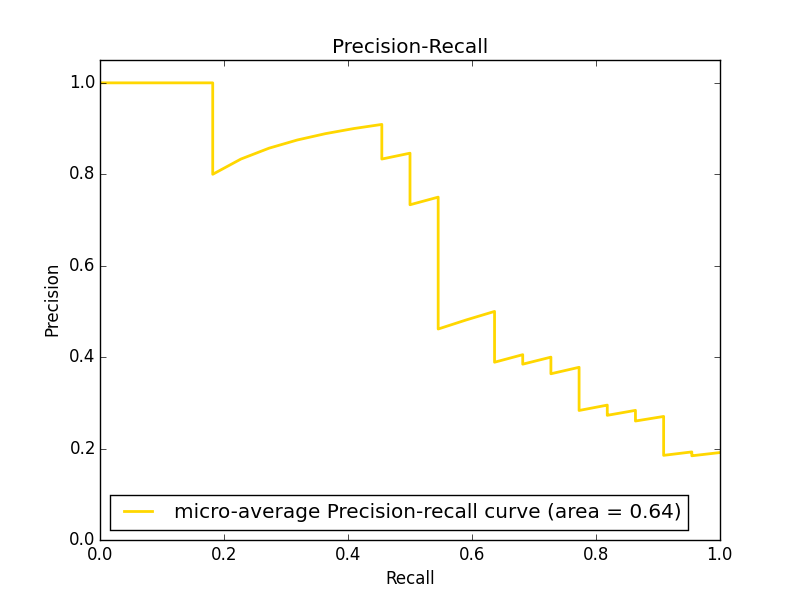 Precision-Recall
1.0
0.8
0.6
0.4
0.2
0.0
Precision
micro-average Precision-recall curve (area = 0.64)
0.0 0.2 0.4 0.6 0.8 1.0
Recall